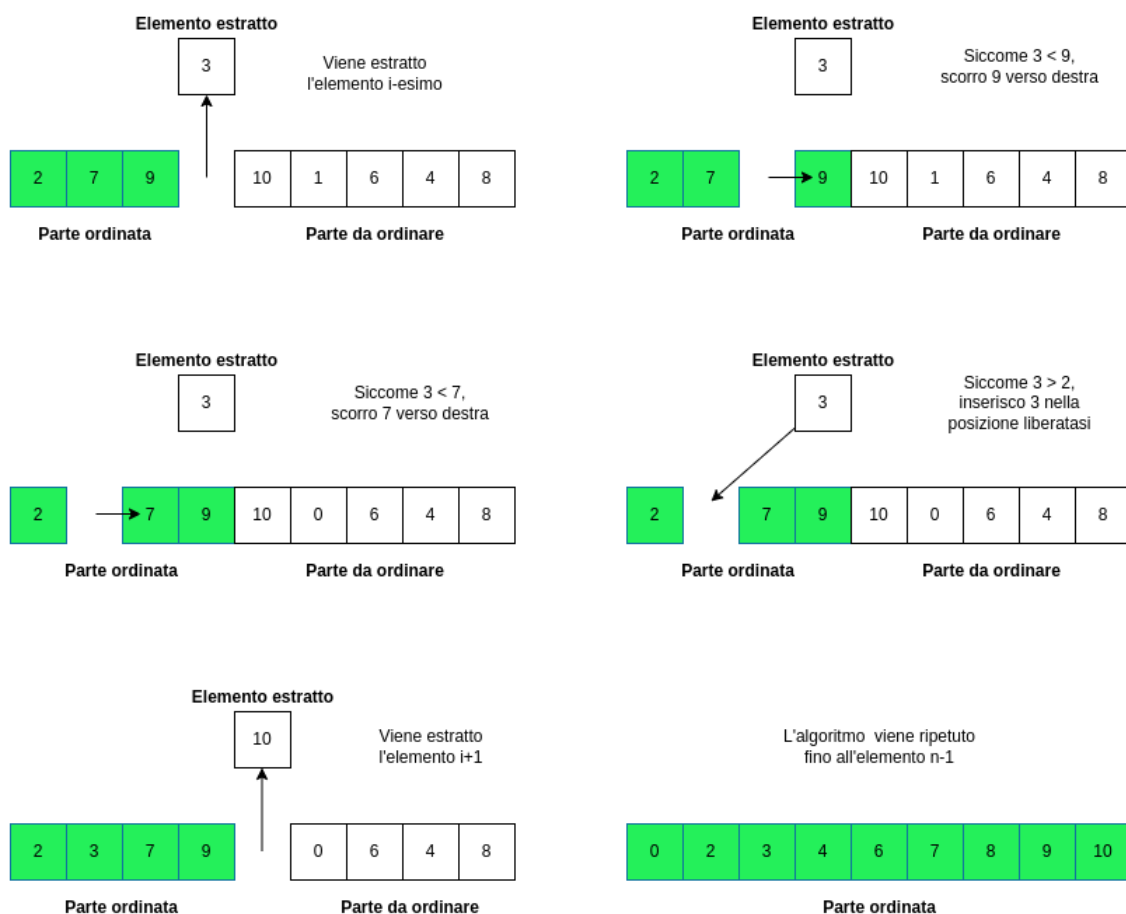 Elemento estratto
3
Viene estratto
l'elemento i-esimo
2 7 9 10 1 6 4 8
Parte ordinata Parte da ordinare
Elemento estratto
3
Siccome 3 < 9,
scorro 9 verso destra
2 7 9 10 1 6 4 8
Parte ordinata Parte da ordinare
Elemento estratto
3
Siccome 3 < 7,
scorro 7 verso destra
2 7 9 10 0 6 4 8
Parte ordinata Parte da ordinare
Elemento estratto
3
Siccome 3 > 2,
inserisco 3 nella
posizione liberatasi
2 7 9 10 0 6 4 8
Parte ordinata Parte da ordinare
Elemento estratto
10
Viene estratto
l'elemento i+1
2 3 7 9 0 6 4 8
Parte ordinata Parte da ordinare
L'algoritmo viene ripetuto
fino all'elemento n-1
0 2 3 4 6 7 8 9 10
Parte ordinata